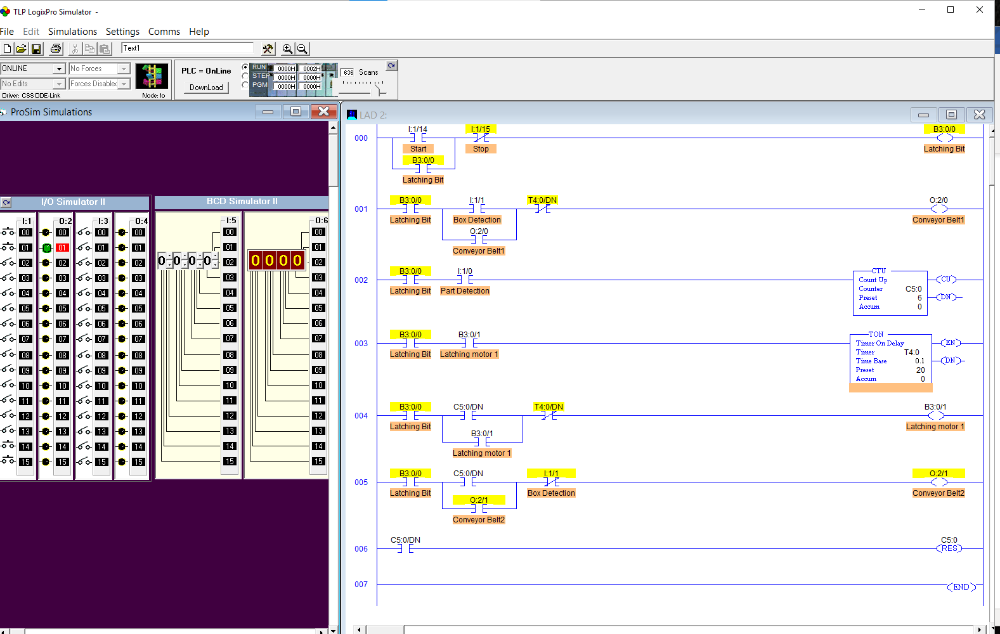 TLP LogixPro Simulator -
File Edit Simulations Settings Comms Help
Text1
ONLINE No Forces
No Edits Forces Disabled
Driver: CSS DDE-Link Node: 1o
PLC = OnLine
DownLoad
RUN 0000H 0002H
STEP 0000H 0000H
PGM 0000H 0000H
636 Scans
ProSim Simulations
I/O Simulator II
I:1 O:2 I:3 O:4
00 00 00 00
01 01 01 01
02 02 02 02
03 03 03 03
04 04 04 04
05 05 05 05
06 06 06 06
07 07 07 07
08 08 08 08
09 09 09 09
10 10 10 10
11 11 11 11
12 12 12 12
13 13 13 13
14 14 14 14
15 15 15 15
BCD Simulator II
I:5 O:6
00 00
01 01
0 0 0 0 02 0 0 0 0 02
03 03
04 04
05 05
06 06
07 07
08 08
09 09
10 10
11 11
12 12
13 13
14 14
15 15
LAD 2:
I:1/14 I:1/15 B3:0/0
000
Start Stop Latching Bit
B3:0/0
Latching Bit
B3:0/0 I:1/1 T4:0/DN O:2/0
001
Latching Bit Box Detection Conveyor Belt1
O:2/0
Conveyor Belt1
B3:0/0 I:1/0
002
Latching Bit Part Detection
CTU
Count Up CU
Counter C5:0
Preset 6 DN
Accum 0
B3:0/0 B3:0/1
003
Latching Bit Latching motor 1
TON
Timer On Delay EN
Timer T4:0
Time Base 0.1 DN
Preset 20
Accum 0
B3:0/0 C5:0/DN T4:0/DN B3:0/1
004
Latching Bit Latching motor 1
B3:0/1
Latching motor 1
B3:0/0 C5:0/DN I:1/1 O:2/1
005
Latching Bit Box Detection Conveyor Belt2
O:2/1
Conveyor Belt2
C5:0/DN C5:0
006 RES
007 END